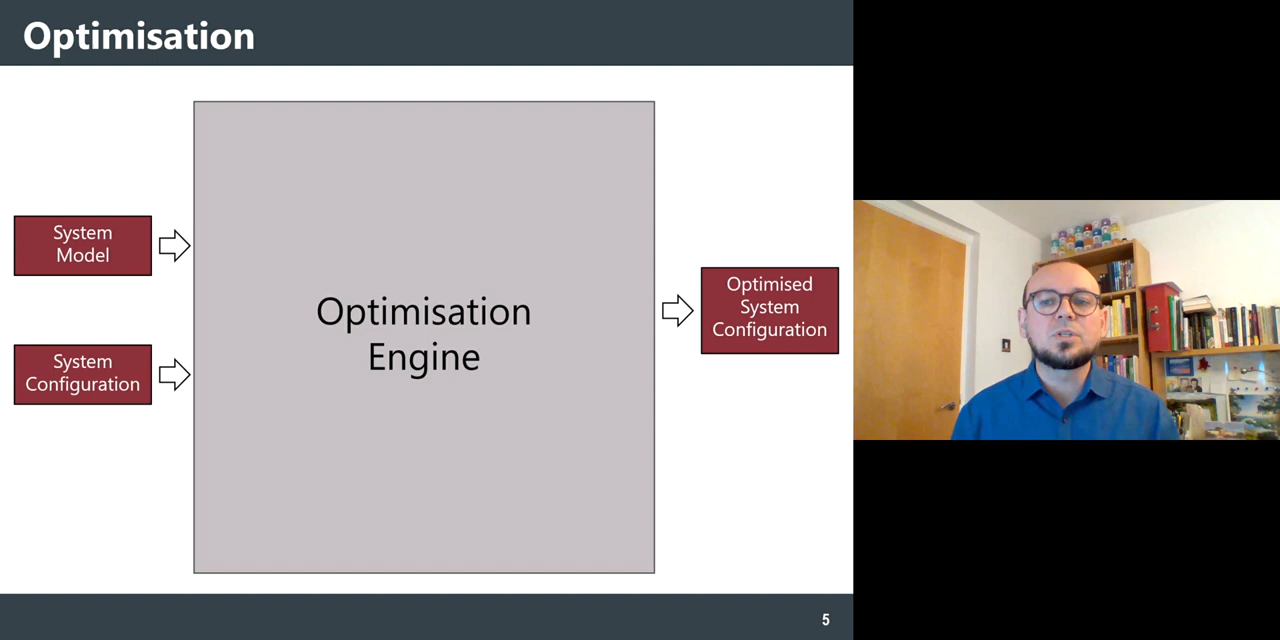 Optimisation
System
Model
System
Configuration
Optimisation
Engine
Optimised
System
Configuration
5